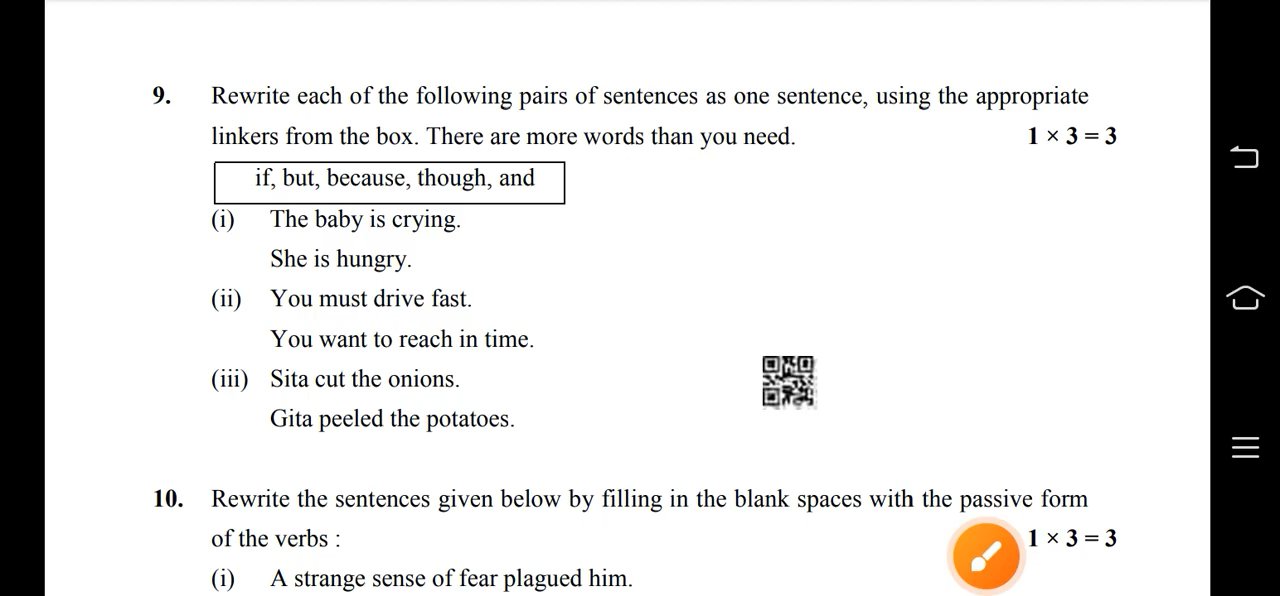 9. Rewrite each of the following pairs of sentences as one sentence, using the appropriate
linkers from the box. There are more words than you need. 1 × 3 = 3
if, but, because, though, and
(i) The baby is crying.
She is hungry.
(ii) You must drive fast.
You want to reach in time.
(iii) Sita cut the onions.
Gita peeled the potatoes.
10. Rewrite the sentences given below by filling in the blank spaces with the passive form
of the verbs : 1 × 3 = 3
(i) A strange sense of fear plagued him.